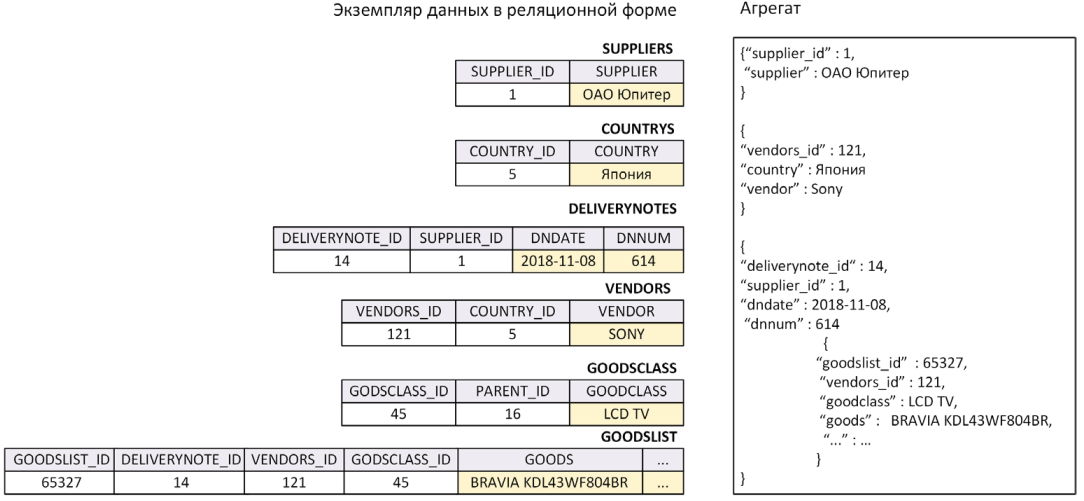 Экземпляр данных в реляционной форме
SUPPLIERS
SUPPLIER_ID SUPPLIER
1 ОАО Юпитер
COUNTRYS
COUNTRY_ID COUNTRY
5 Япония
DELIVERYNOTES
DELIVERYNOTE_ID SUPPLIER_ID DNDATE DNNUM
14 1 2018-11-08 614
VENDORS
VENDORS_ID COUNTRY_ID VENDOR
121 5 SONY
GOODSCLASS
GODSCLASS_ID PARENT_ID GOODCLASS
45 16 LCD TV
GOODSLIST
GOODSLIST_ID DELIVERYNOTE_ID VENDORS_ID GODSCLASS_ID GOODS ...
65327 14 121 45 BRAVIA KDL43WF804BR ...
Агрегат
{“supplier_id” : 1,
“supplier” : ОАО Юпитер
}
{
“vendors_id” : 121,
“country” : Япония
“vendor” : Sony
}
{
“deliverynote_id“ : 14,
“supplier_id” : 1,
“dndate” : 2018-11-08,
“dnnum” : 614
{
“goodslist_id” : 65327,
“vendors_id” : 121,
“goodclass” : LCD TV,
“goods” : BRAVIA KDL43WF804BR,
“...” : ...
}
}